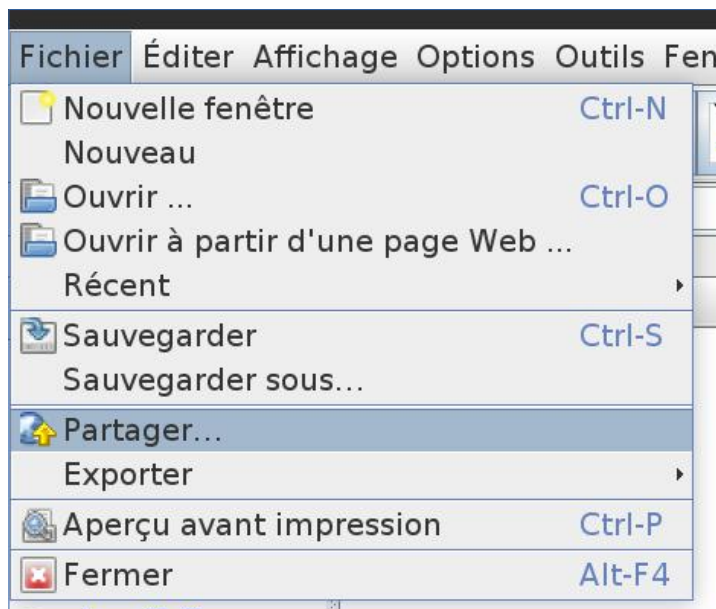 Fichier Éditer Affichage Options Outils Fen
Nouvelle fenêtre Ctrl-N
Nouveau
Ouvrir ... Ctrl-O
Ouvrir à partir d'une page Web ...
Récent
Sauvegarder Ctrl-S
Sauvegarder sous...
Partager...
Exporter
Aperçu avant impression Ctrl-P
Fermer Alt-F4